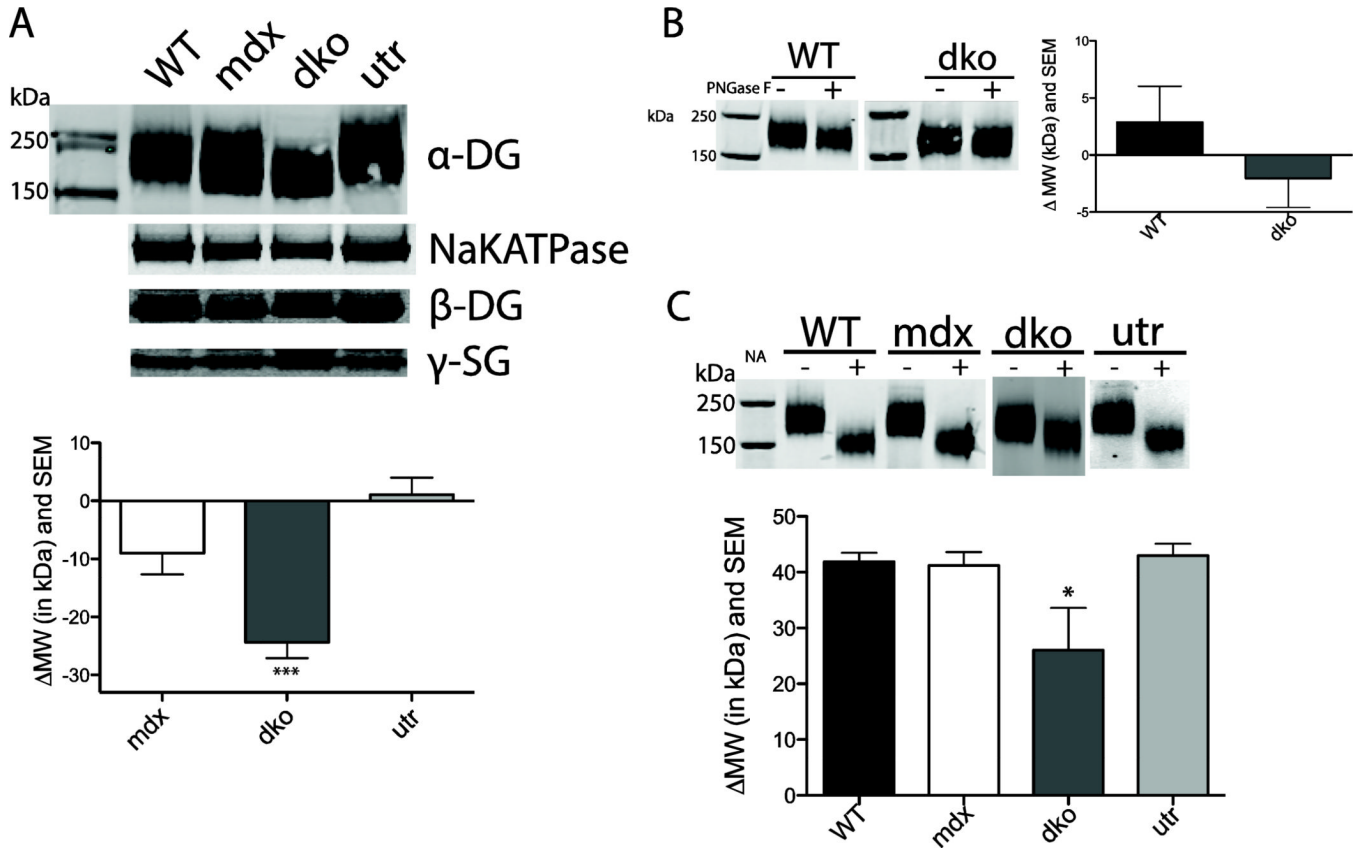 A
WT mdx dko utr
kDa
250
150
α-DG
NaKATPase
β-DG
γ-SG
ΔMW (in kDa) and SEM
10
0
-10
-20
-30
***
mdx dko utr
B
WT dko
PNGase F - + - +
kDa 250 250
150 150
Δ MW (kDa) and SEM
10
5
0
-5
WT dko
C
WT mdx dko utr
NA - + - + - + - +
kDa
250
150
ΔMW (in kDa) and SEM
50
40
30
20
10
0
*
WT mdx dko utr